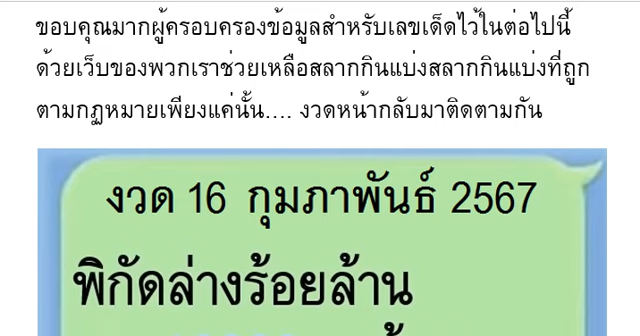 ขอบคุณมากผู้ครอบครองข้อมูลสำหรับเลขเด็ดไว้ในต่อไปนี้
ด้วยเว็บของพวกเราช่วยเหลือสลากกินแบ่งสลากกินแบ่งที่ถูก
ตามกฏหมายเพียงแค่นั้น.... งวดหน้ากลับมาติดตามกัน
งวด 16 กุมภาพันธ์ 2567
พิกัดล่างร้อยล้าน